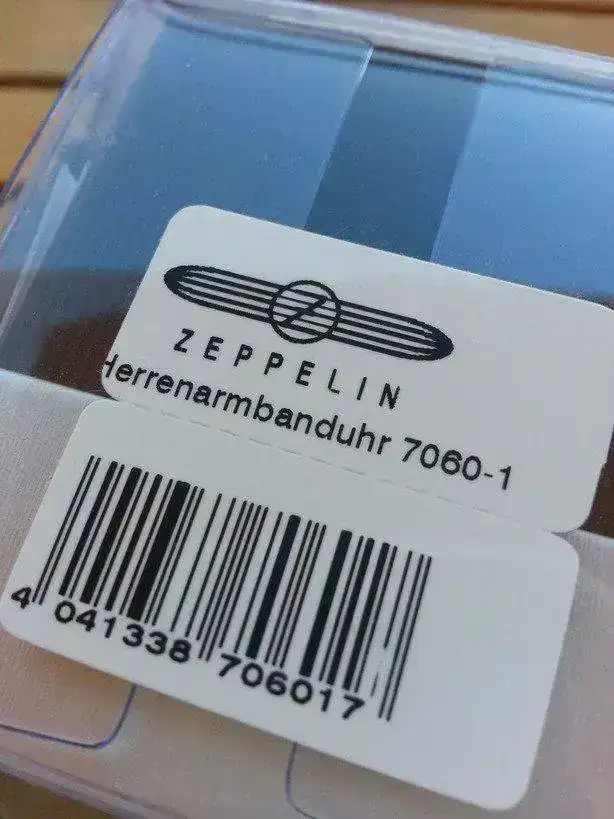 Z
ZEPPELIN
Herrenarmbanduhr 7060-1
4 041338 706017